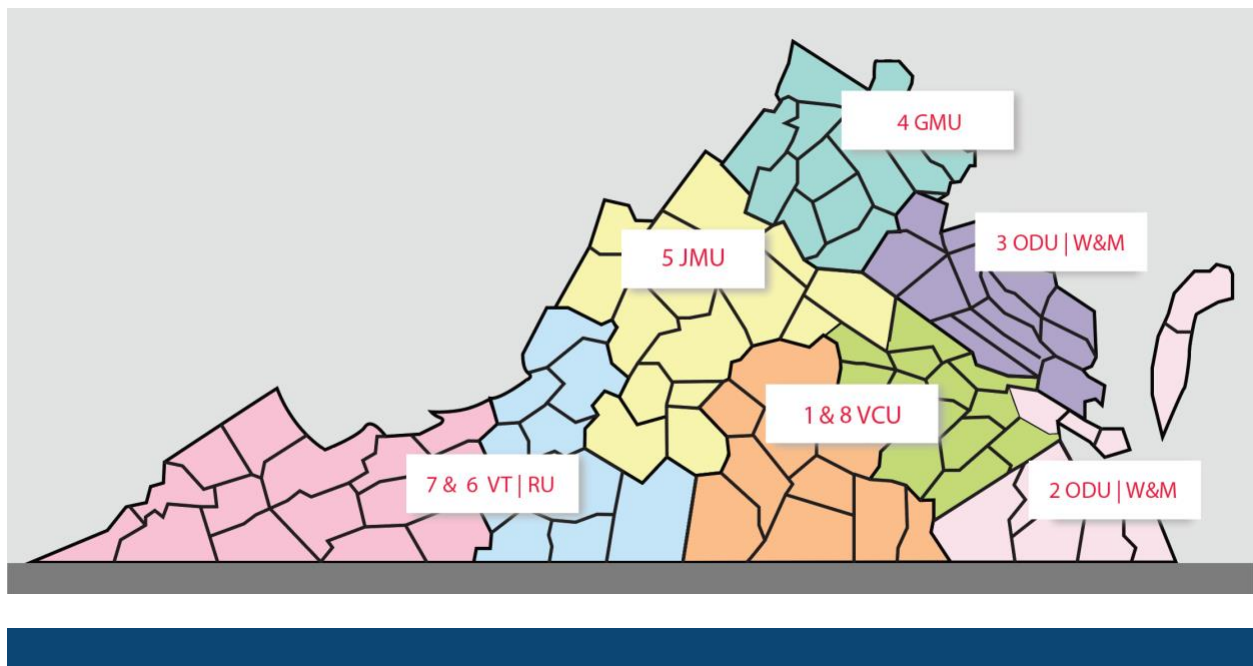 4 GMU
3 ODU | W&M
5 JMU
1 & 8 VCU
7 & 6 VT | RU
2 ODU | W&M